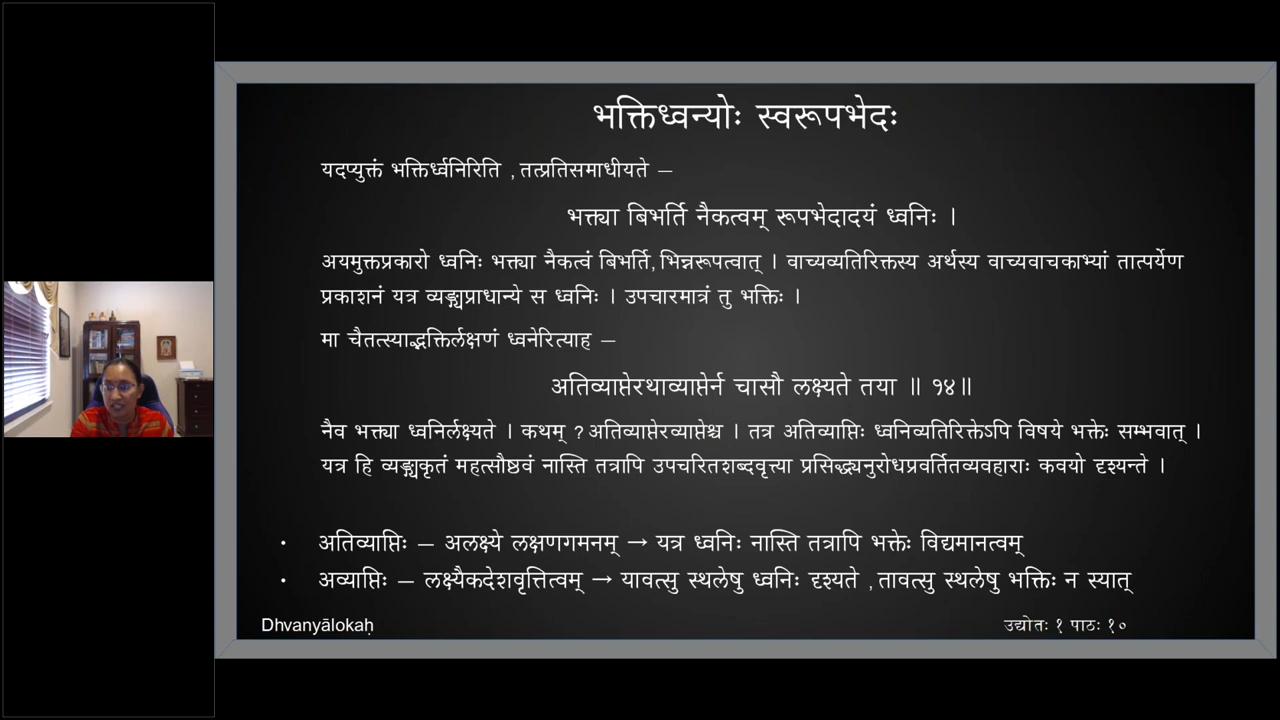 भक्तिध्वन्योः स्वरूपभेदः
यदप्युक्तं भक्तिर्ध्वनिरिति , तत्प्रतिसमाधीयते –
भक्त्या बिभर्ति नैकत्वम् रूपभेदादयं ध्वनिः ।
अयमुक्तप्रकारो ध्वनिः भक्त्या नैकत्वं बिभर्ति, भिन्नरूपत्वात् । वाच्यव्यतिरिक्तस्य अर्थस्य वाच्यवाचकाभ्यां तात्पर्येण
प्रकाशनं यत्र व्यङ्ग्यप्राधान्ये स ध्वनिः । उपचारमात्रं तु भक्तिः ।
मा चैतत्स्याद्भक्तिर्लक्षणं ध्वनेरित्याह –
अतिव्याप्तेरथाव्याप्तेर्न चासौ लक्ष्यते तया ॥ १४॥
नैव भक्त्या ध्वनिर्लक्ष्यते । कथम् ? अतिव्याप्तेरव्याप्तेश्च । तत्र अतिव्याप्तिः ध्वनिव्यतिरिक्तेऽपि विषये भक्तेः सम्भवात् ।
यत्र हि व्यङ्ग्यकृतं महत्सौष्ठवं नास्ति तत्रापि उपचरितशब्दवृत्त्या प्रसिद्ध्यनुरोधप्रवर्तितव्यवहाराः कवयो दृश्यन्ते ।
• अतिव्याप्तिः – अलक्ष्ये लक्षणगमनम् → यत्र ध्वनिः नास्ति तत्रापि भक्तेः विद्यमानत्वम्
• अव्याप्तिः – लक्ष्यैकदेशवृत्तित्वम् → यावत्सु स्थलेषु ध्वनिः दृश्यते , तावत्सु स्थलेषु भक्तिः न स्यात्
Dhvanyālokaḥ
उद्योतः १ पाठः १०